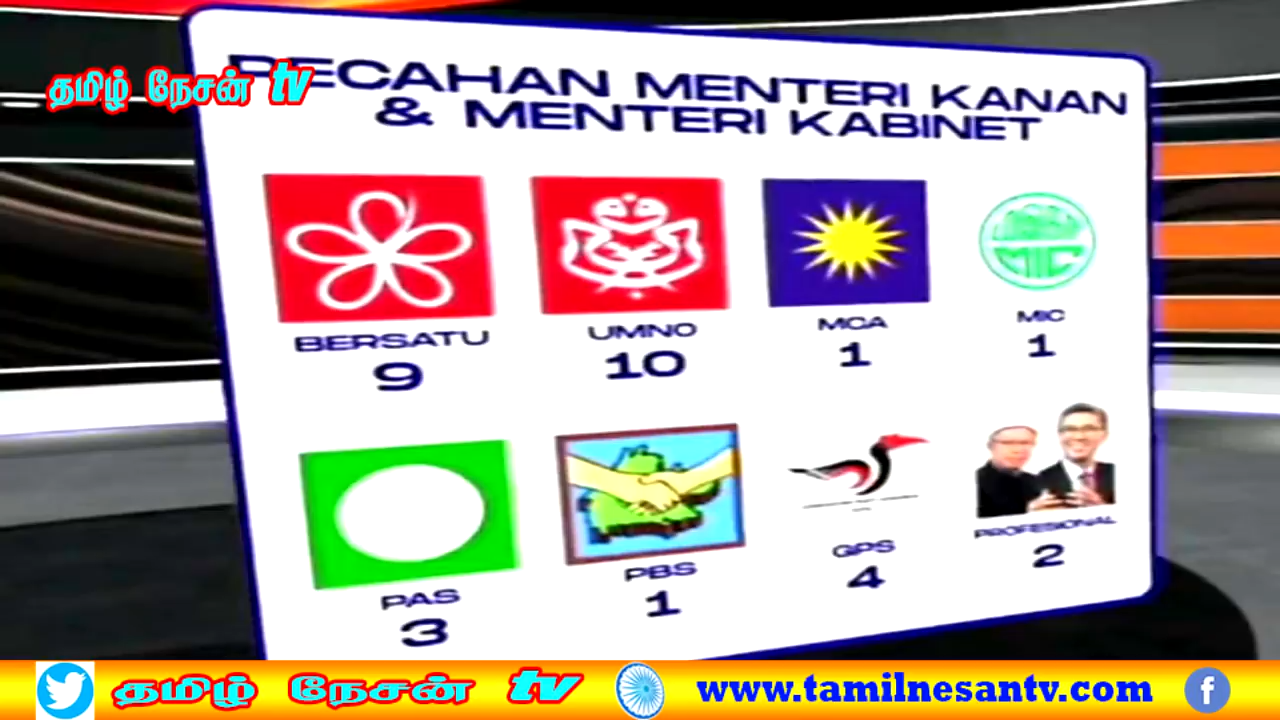 தமிழ் நேசன் tv
PECAHAN MENTERI KANAN
& MENTERI KABINET
BERSATU
9
UMNO
10
MCA
1
MIC
MIC
1
PAS
3
PBS
1
GPS
4
PROFESIONAL
2
தமிழ் நேசன் tv
www.tamilnesantv.com
f